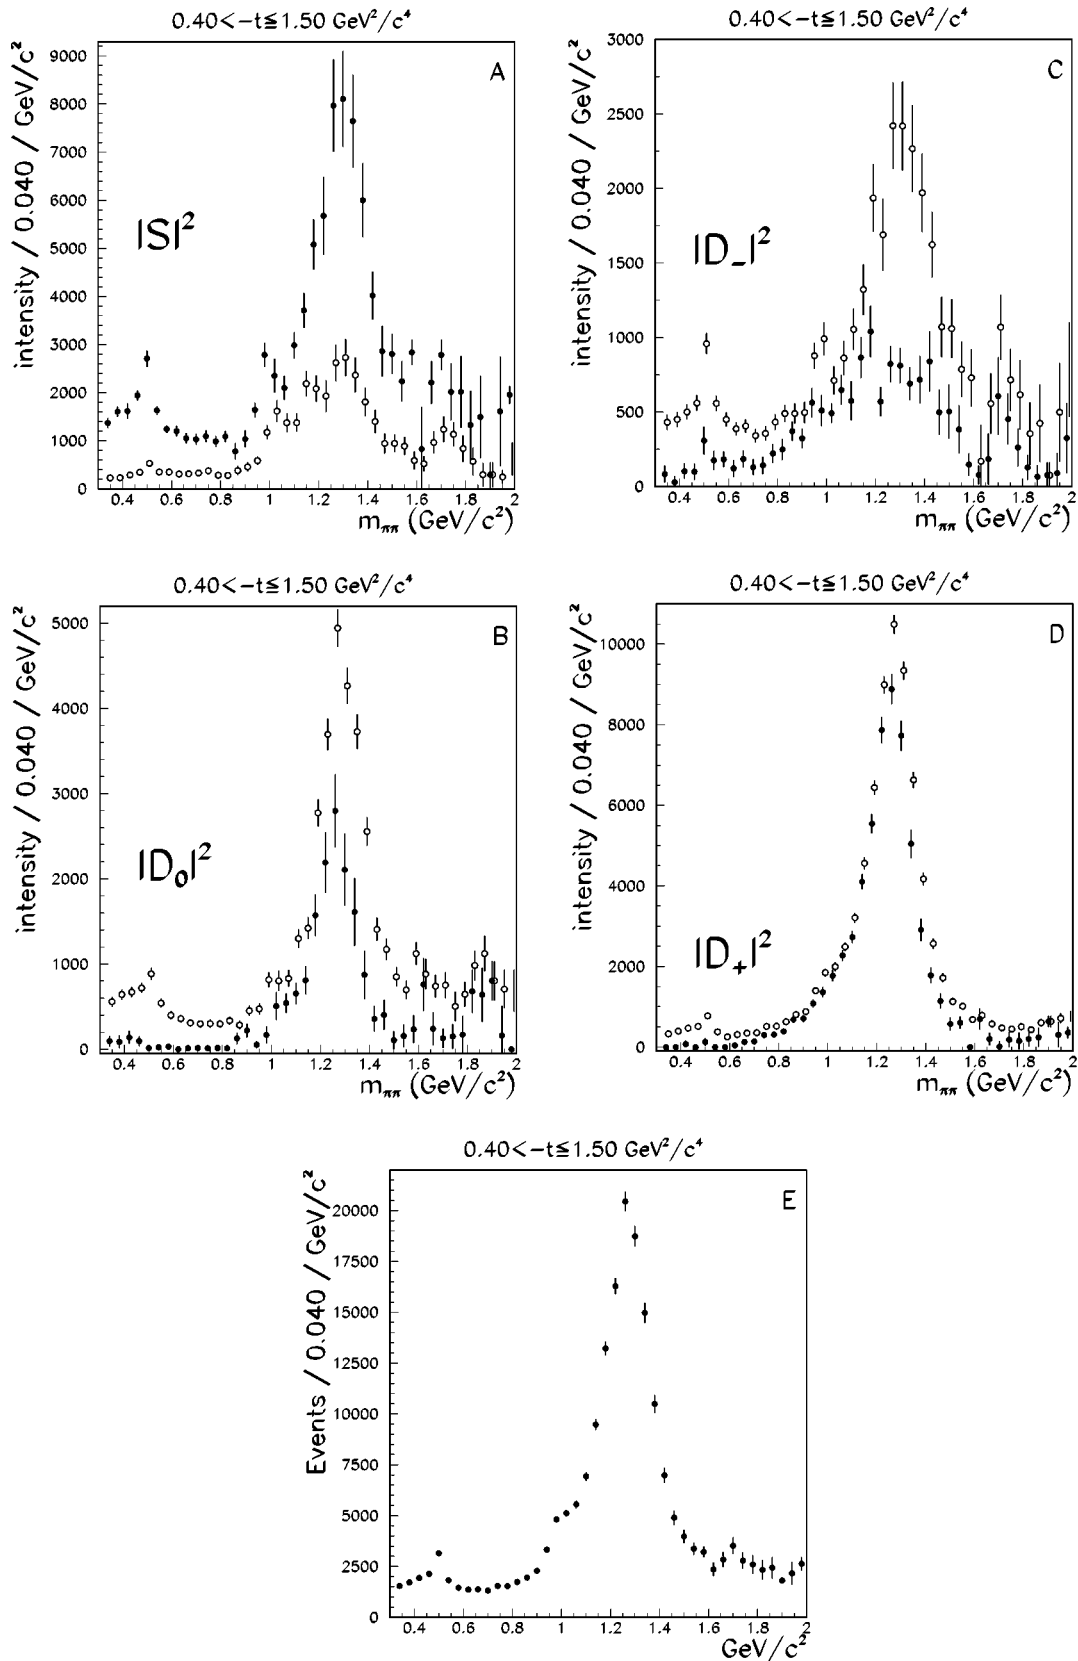 0.40<-t≦1.50 GeV²/c⁴
A
intensity / 0.040 / GeV/c²
9000
8000
7000
6000
5000
4000
3000
2000
1000
0
|S|²
0.4 0.6 0.8 1 1.2 1.4 1.6 1.8 2
mππ (GeV/c²)
0.40<-t≦1.50 GeV²/c⁴
C
intensity / 0.040 / GeV/c²
3000
2500
2000
1500
1000
500
0
|D₋|²
0.4 0.6 0.8 1 1.2 1.4 1.6 1.8 2
mππ (GeV/c²)
0.40<-t≦1.50 GeV²/c⁴
B
intensity / 0.040 / GeV/c²
5000
4000
3000
2000
1000
0
|D₀|²
0.4 0.6 0.8 1 1.2 1.4 1.6 1.8 2
mππ (GeV/c²)
0.40<-t≦1.50 GeV²/c⁴
D
intensity / 0.040 / GeV/c²
10000
8000
6000
4000
2000
0
|D₊|²
0.4 0.6 0.8 1 1.2 1.4 1.6 1.8 2
mππ (GeV/c²)
0.40<-t≦1.50 GeV²/c⁴
E
Events / 0.040 / GeV/c²
20000
17500
15000
12500
10000
7500
5000
2500
0
0.4 0.6 0.8 1 1.2 1.4 1.6 1.8 2
GeV/c²